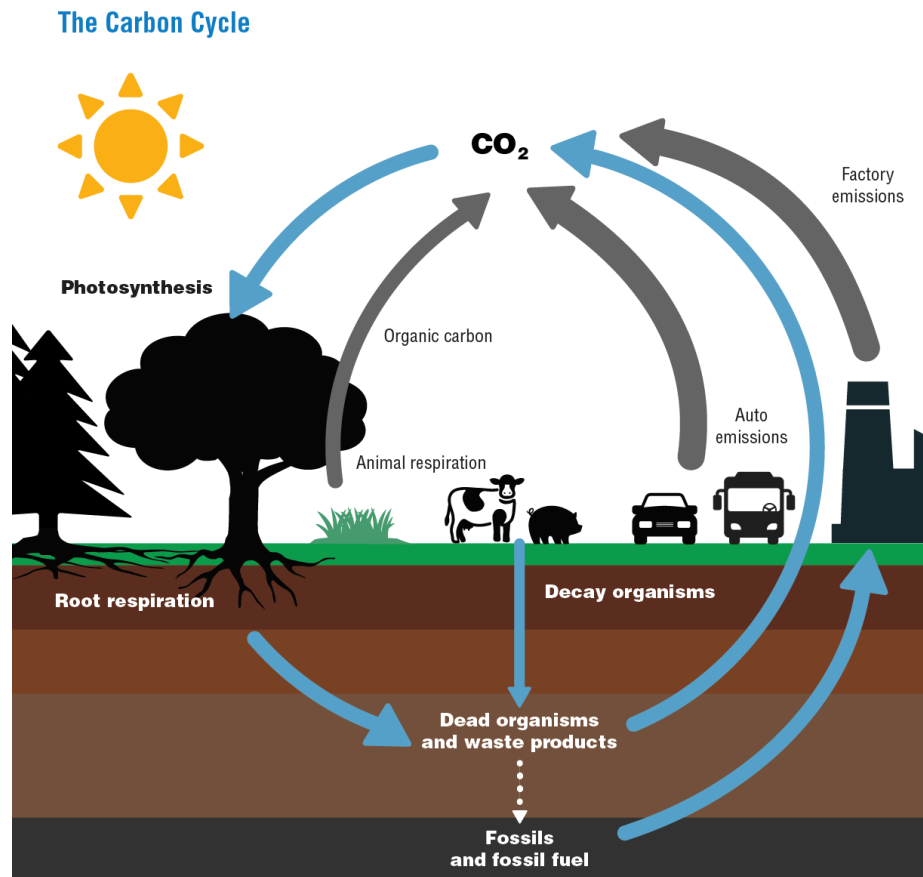 The Carbon Cycle
CO₂
Factory
emissions
Photosynthesis
Organic carbon
Auto
emissions
Animal respiration
Root respiration
Decay organisms
Dead organisms
and waste products
Fossils
and fossil fuel